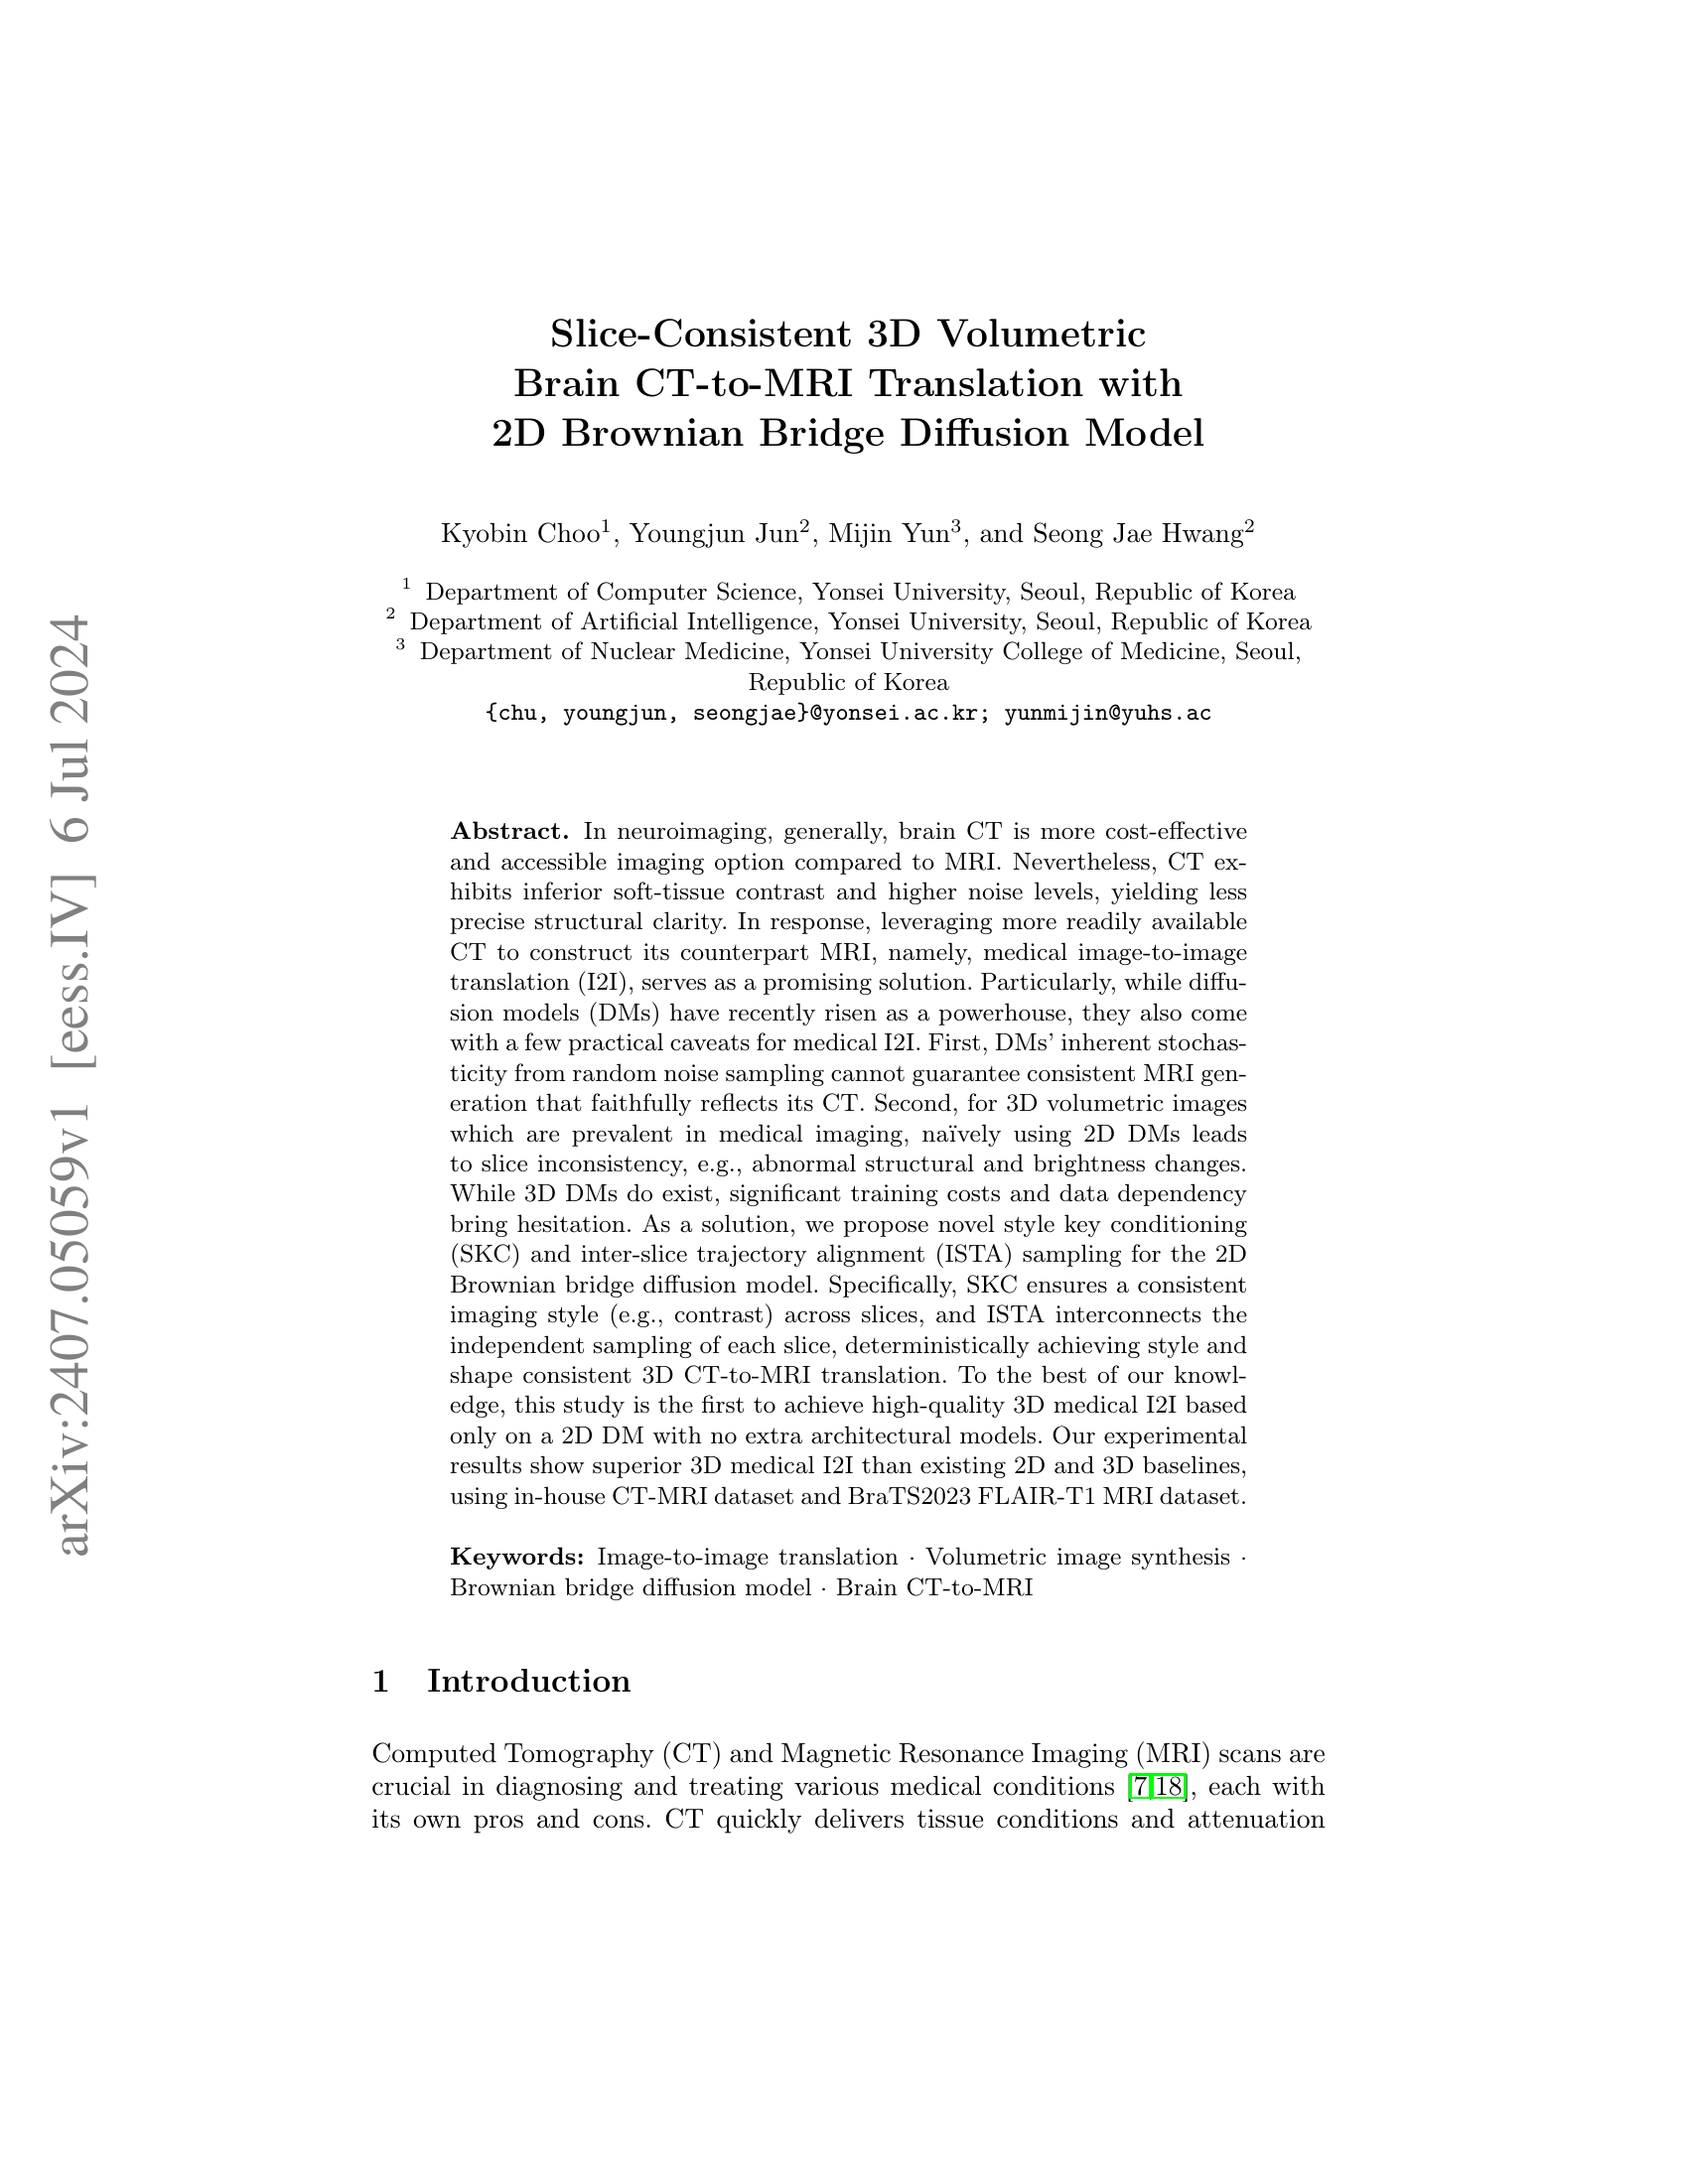 Slice-Consistent 3D Volumetric
Brain CT-to-MRI Translation with
2D Brownian Bridge Diffusion Model
Kyobin Choo1, Youngjun Jun2, Mijin Yun3, and Seong Jae Hwang2
1 Department of Computer Science, Yonsei University, Seoul, Republic of Korea
2 Department of Artificial Intelligence, Yonsei University, Seoul, Republic of Korea
3 Department of Nuclear Medicine, Yonsei University College of Medicine, Seoul,
Republic of Korea
{chu, youngjun, seongjae}@yonsei.ac.kr; yunmijin@yuhs.ac
arXiv:2407.05059v1 [eess.IV] 6 Jul 2024
Abstract. In neuroimaging, generally, brain CT is more cost-effective
and accessible imaging option compared to MRI. Nevertheless, CT ex-
hibits inferior soft-tissue contrast and higher noise levels, yielding less
precise structural clarity. In response, leveraging more readily available
CT to construct its counterpart MRI, namely, medical image-to-image
translation (I2I), serves as a promising solution. Particularly, while diffu-
sion models (DMs) have recently risen as a powerhouse, they also come
with a few practical caveats for medical I2I. First, DMs' inherent stochas-
ticity from random noise sampling cannot guarantee consistent MRI gen-
eration that faithfully reflects its CT. Second, for 3D volumetric images
which are prevalent in medical imaging, naïvely using 2D DMs leads
to slice inconsistency, e.g., abnormal structural and brightness changes.
While 3D DMs do exist, significant training costs and data dependency
bring hesitation. As a solution, we propose novel style key conditioning
(SKC) and inter-slice trajectory alignment (ISTA) sampling for the 2D
Brownian bridge diffusion model. Specifically, SKC ensures a consistent
imaging style (e.g., contrast) across slices, and ISTA interconnects the
independent sampling of each slice, deterministically achieving style and
shape consistent 3D CT-to-MRI translation. To the best of our knowl-
edge, this study is the first to achieve high-quality 3D medical I2I based
only on a 2D DM with no extra architectural models. Our experimental
results show superior 3D medical I2I than existing 2D and 3D baselines,
using in-house CT-MRI dataset and BraTS2023 FLAIR-T1 MRI dataset.
Keywords: Image-to-image translation · Volumetric image synthesis ·
Brownian bridge diffusion model · Brain CT-to-MRI
1 Introduction
Computed Tomography (CT) and Magnetic Resonance Imaging (MRI) scans are
crucial in diagnosing and treating various medical conditions [7,18], each with
its own pros and cons. CT quickly delivers tissue conditions and attenuation